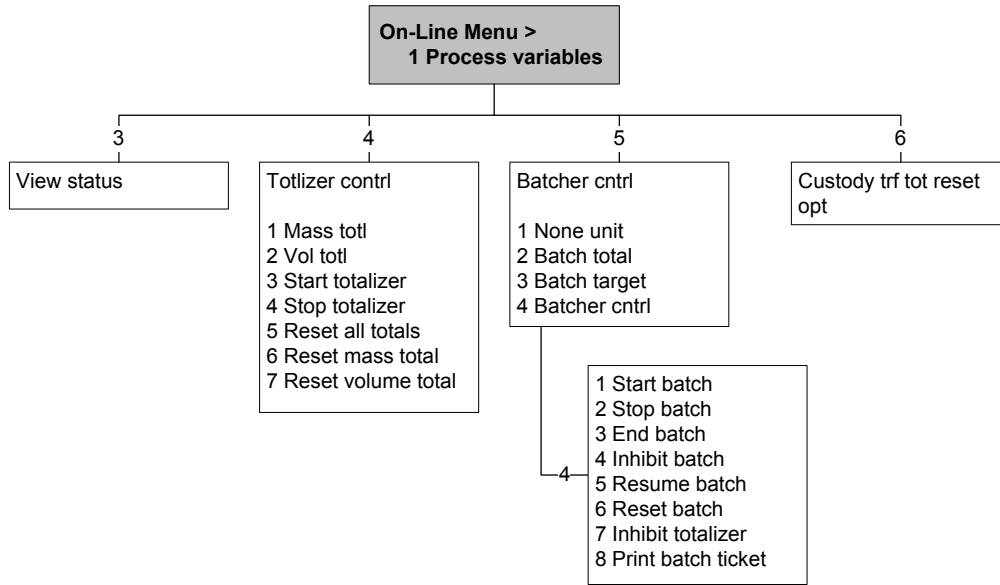 On-Line Menu >
1 Process variables
3
4
5
6
View status
Totlizer contrl
1 Mass totl
2 Vol totl
3 Start totalizer
4 Stop totalizer
5 Reset all totals
6 Reset mass total
7 Reset volume total
Batcher cntrl
1 None unit
2 Batch total
3 Batch target
4 Batcher cntrl
Custody trf tot reset
opt
4
1 Start batch
2 Stop batch
3 End batch
4 Inhibit batch
5 Resume batch
6 Reset batch
7 Inhibit totalizer
8 Print batch ticket